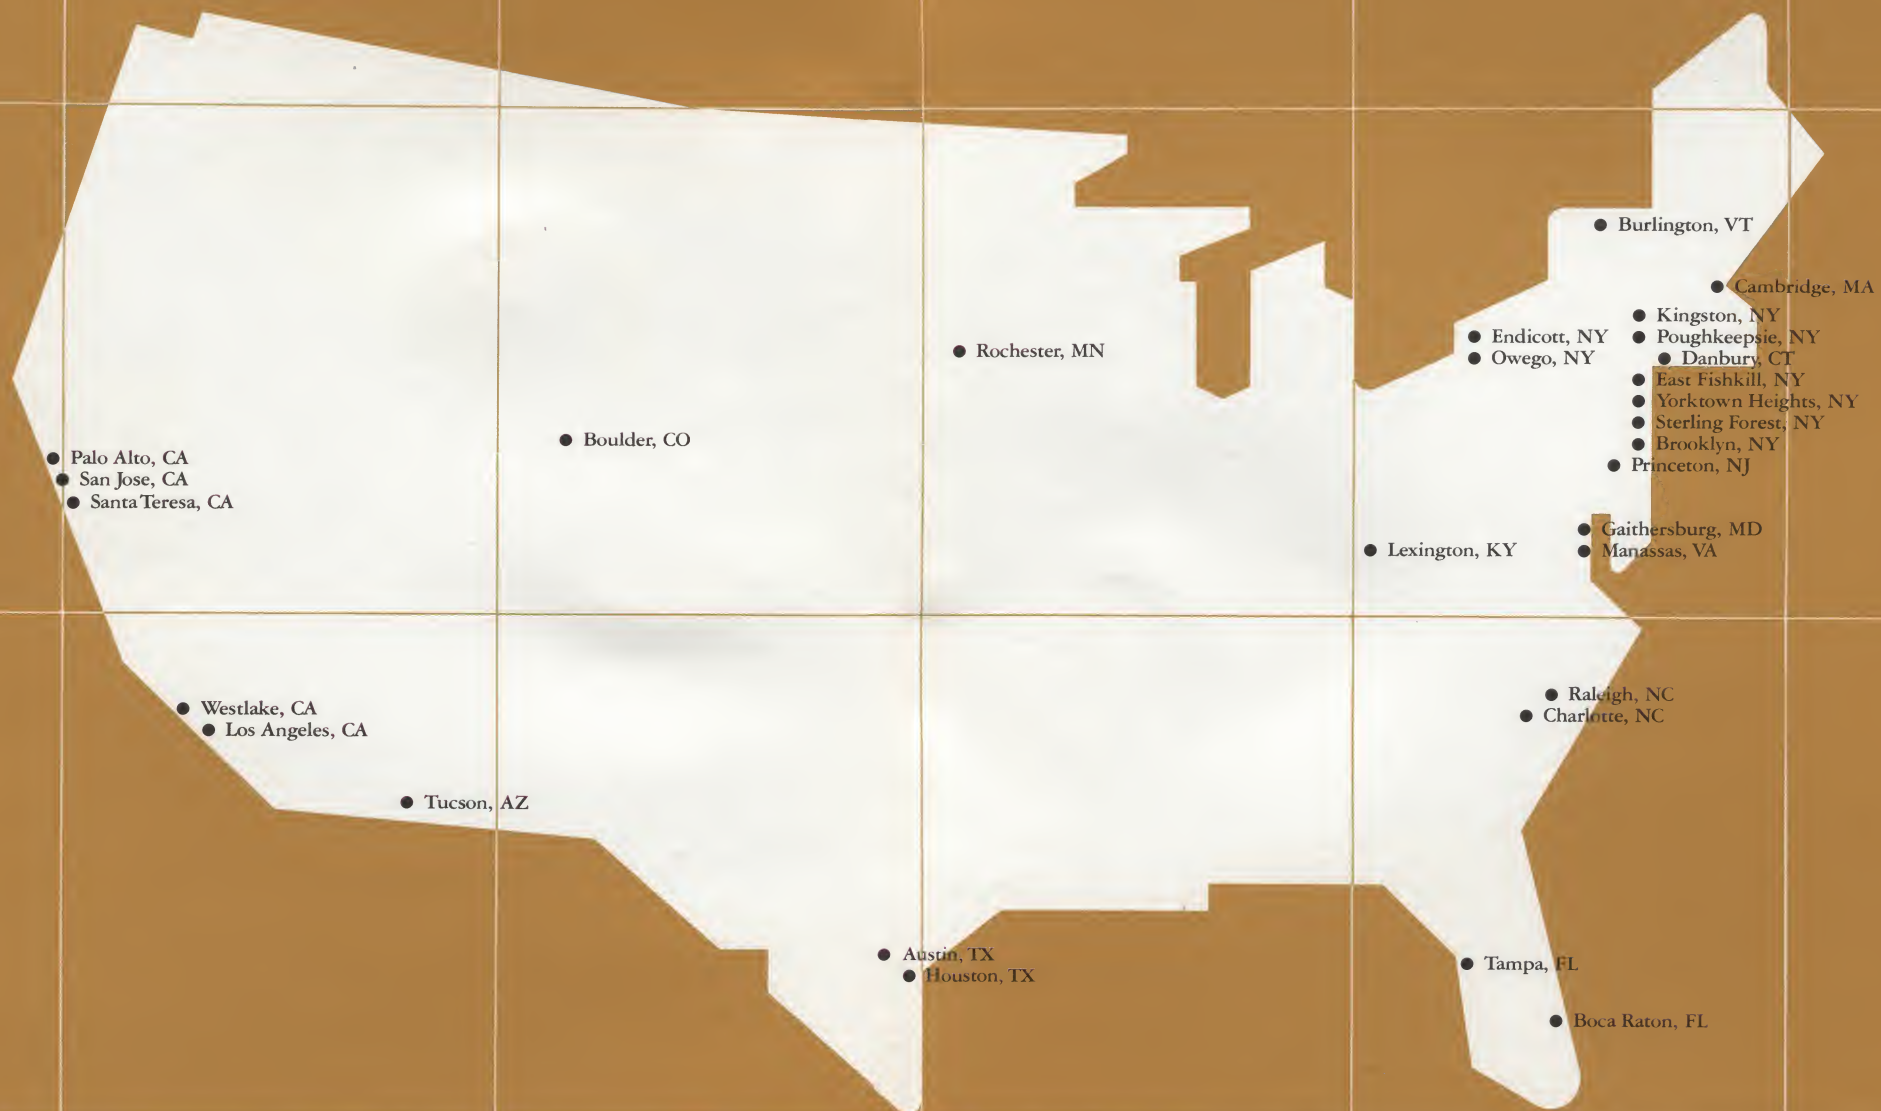 Burlington, VT
Cambridge, MA
Kingston, NY
Endicott, NY
Poughkeepsie, NY
Rochester, MN
Owego, NY
Danbury, CT
East Fishkill, NY
Yorktown Heights, NY
Sterling Forest, NY
Boulder, CO
Brooklyn, NY
Palo Alto, CA
Princeton, NJ
San Jose, CA
Santa Teresa, CA
Gaithersburg, MD
Lexington, KY
Manassas, VA
Raleigh, NC
Westlake, CA
Charlotte, NC
Los Angeles, CA
Tucson, AZ
Austin, TX
Tampa, FL
Houston, TX
Boca Raton, FL